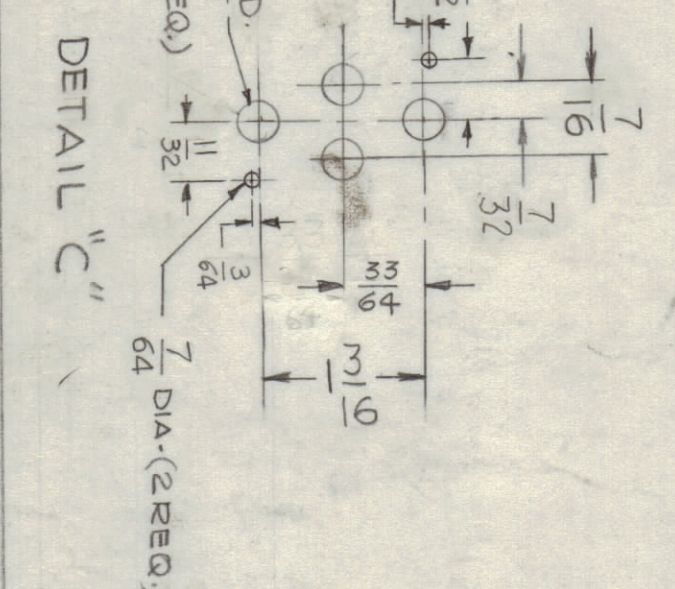 DETAIL "C"
EQ.)
D.
11/32
3/64
7/64 DIA.-(2 REQ.
33/64
1 3/16
7/32
7/16